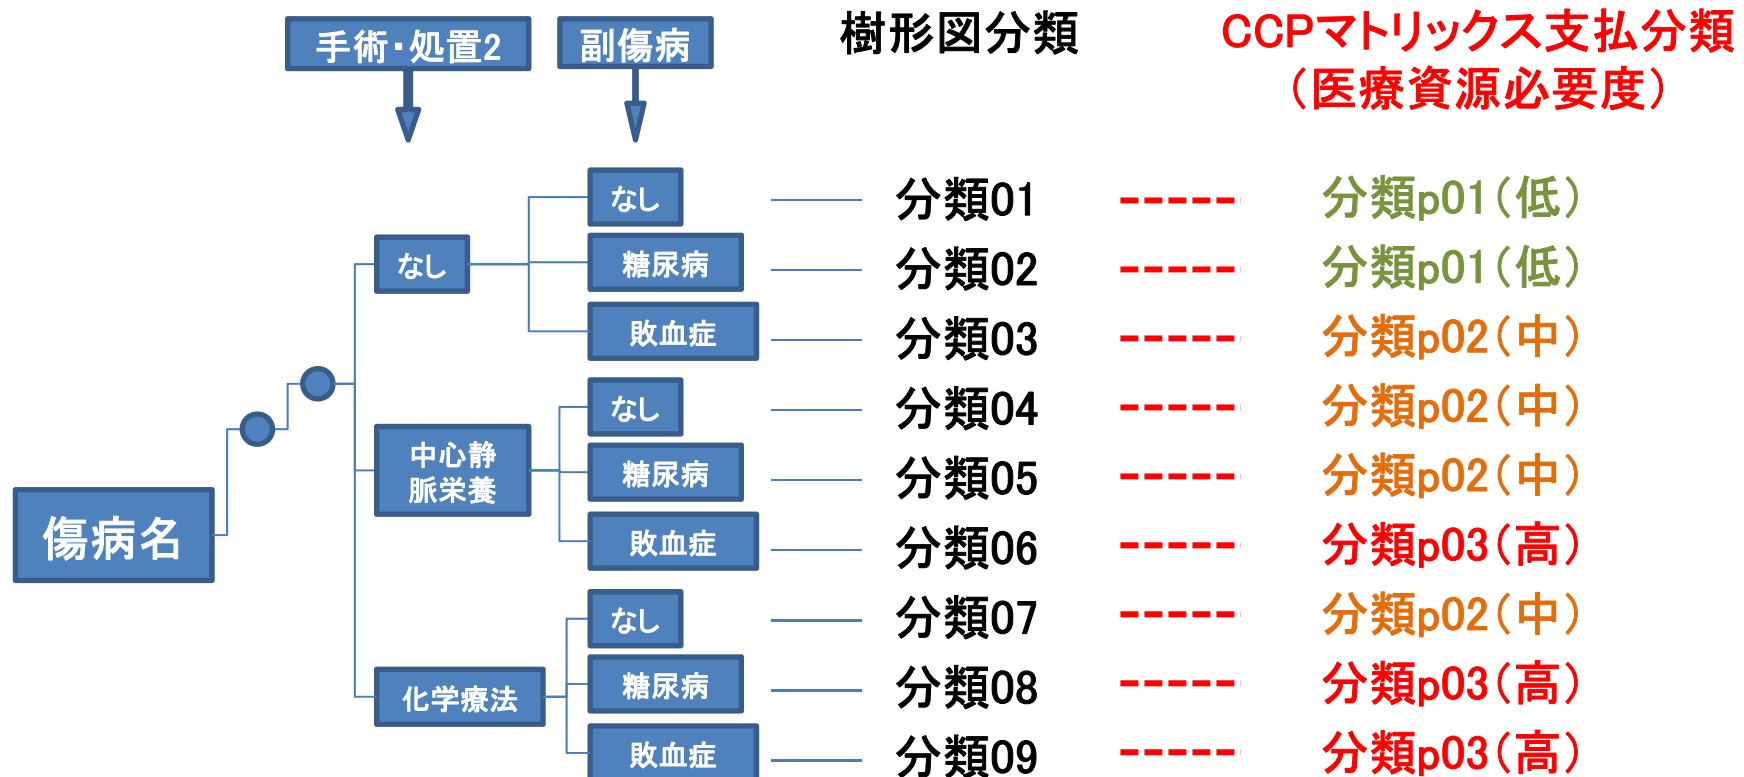 手術・処置2
副傷病
樹形図分類
CCPマトリックス支払分類
（医療資源必要度）
なし
分類01
分類p01（低）
なし
糖尿病
分類02
分類p01（低）
敗血症
分類03
分類p02（中）
なし
分類04
分類p02（中）
中心静
脈栄養
糖尿病
分類05
分類p02（中）
傷病名
敗血症
分類06
分類p03（高）
なし
分類07
分類p02（中）
化学療法
糖尿病
分類08
分類p03（高）
敗血症
分類09
分類p03（高）